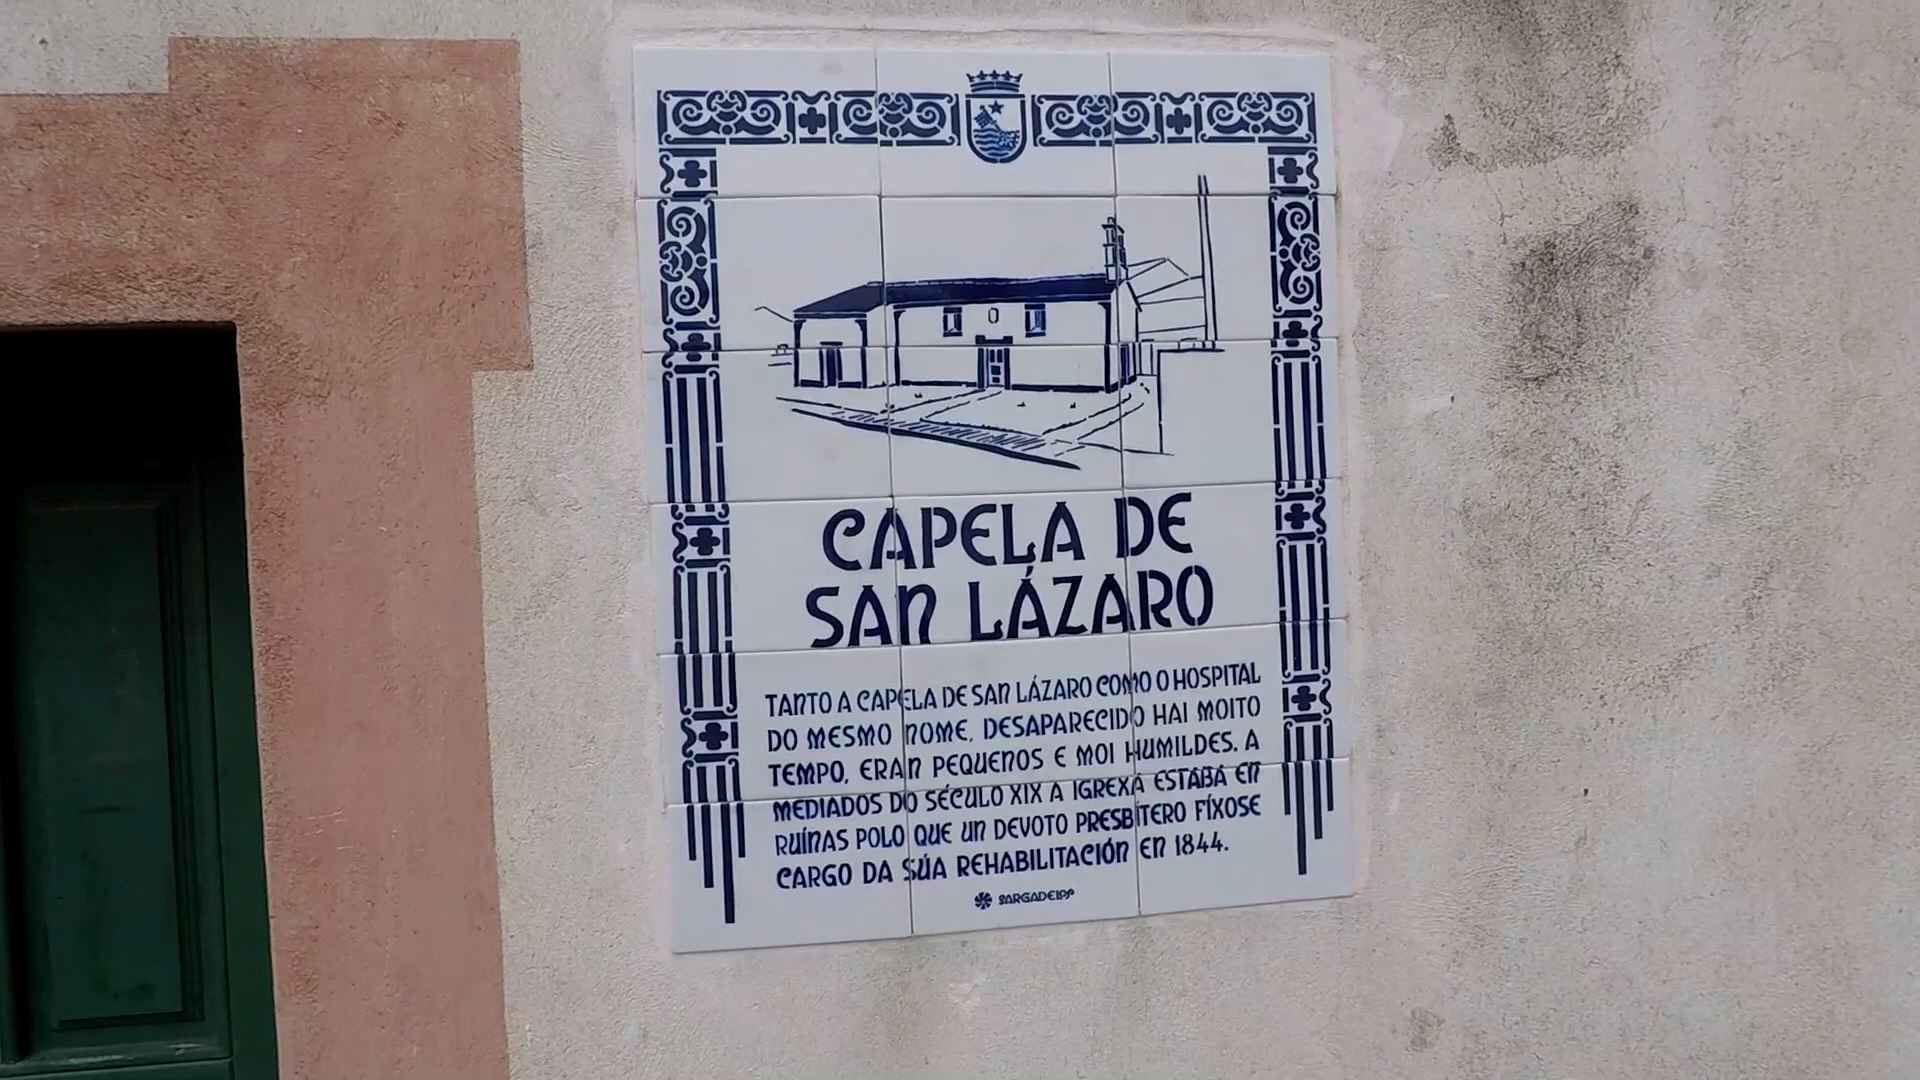 CAPELA DE
SAN LÁZARO
TANTO A CAPELA DE SAN LÁZARO COMO O HOSPITAL
DO MESMO NOME, DESAPARECIDO HAI MOITO
TEMPO, ERAN PEQUENOS E MOI HUMILDES. A
MEDIADOS DO SÉCULO XIX A IGREXA ESTABA EN
RUÍNAS POLO QUE UN DEVOTO PRESBÍTERO FÍXOSE
CARGO DA SÚA REHABILITACIÓN EN 1844.
SARGADELOS